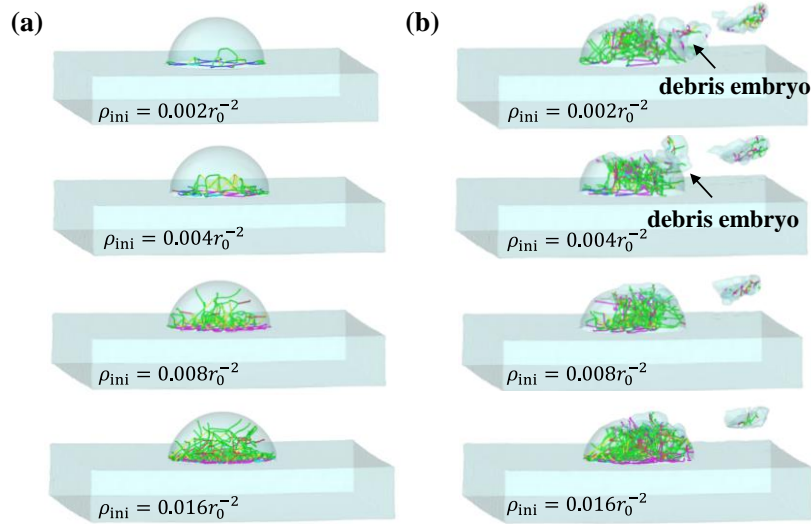 (a)
ρini = 0.002r0^−2
ρini = 0.004r0^−2
ρini = 0.008r0^−2
ρini = 0.016r0^−2
(b)
debris embryo
ρini = 0.002r0^−2
debris embryo
ρini = 0.004r0^−2
ρini = 0.008r0^−2
ρini = 0.016r0^−2